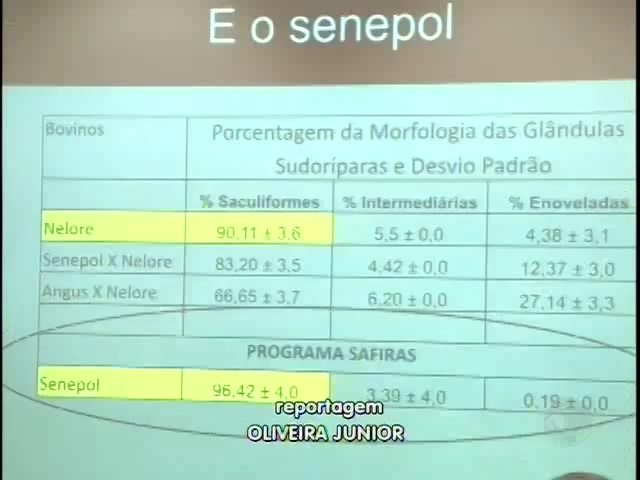 E o senepol
Bovinos
Porcentagem da Morfologia das Glândulas
Sudoríparas e Desvio Padrão
% Saculiformes % Intermediárias % Enoveladas
Nelore 90,11 ± 3,6 5,5 ± 0,0 4,38 ± 3,1
Senepol X Nelore 83,20 ± 3,5 4,42 ± 0,0 12,37 ± 3,0
Angus X Nelore 66,65 ± 3,7 6,20 ± 0,0 27,14 ± 3,3
PROGRAMA SAFIRAS
Senepol 96,42 ± 4,0 3,39 ± 4,0 0,19 ± 0,0
reportagem
OLIVEIRA JUNIOR